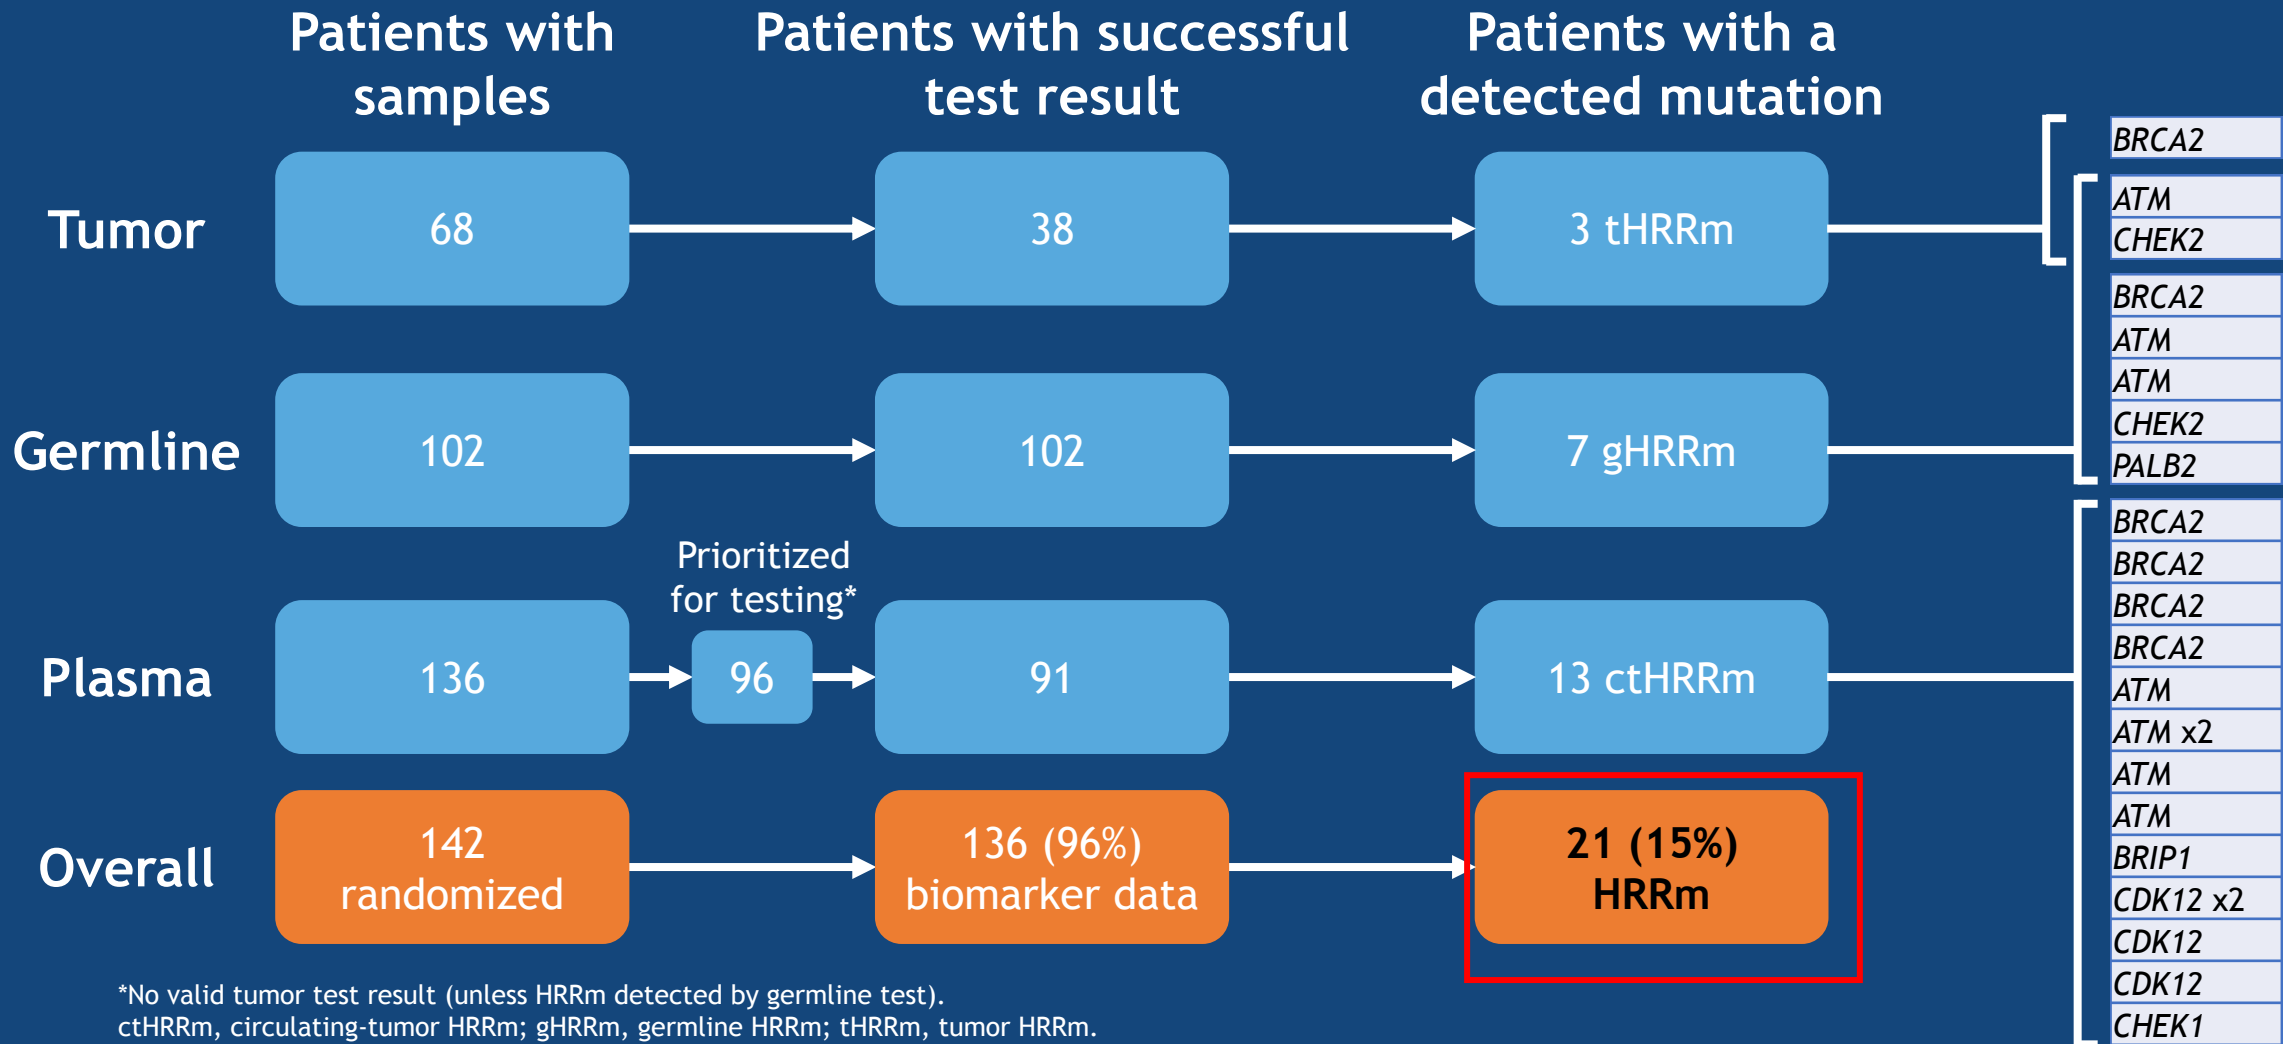 Patients with
samples
Patients with successful
test result
Patients with a
detected mutation
Tumor
68
38
3 tHRRm
Germline
102
102
7 gHRRm
Prioritized
for testing*
Plasma
136
96
91
13 ctHRRm
Overall
142
randomized
136 (96%)
biomarker data
21 (15%)
HRRm
BRCA2
ATM
CHEK2
BRCA2
ATM
ATM
CHEK2
PALB2
BRCA2
BRCA2
BRCA2
BRCA2
ATM
ATM x2
ATM
ATM
BRIP1
CDK12 x2
CDK12
CDK12
CHEK1
*No valid tumor test result (unless HRRm detected by germline test).
ctHRRm, circulating-tumor HRRm; gHRRm, germline HRRm; tHRRm, tumor HRRm.